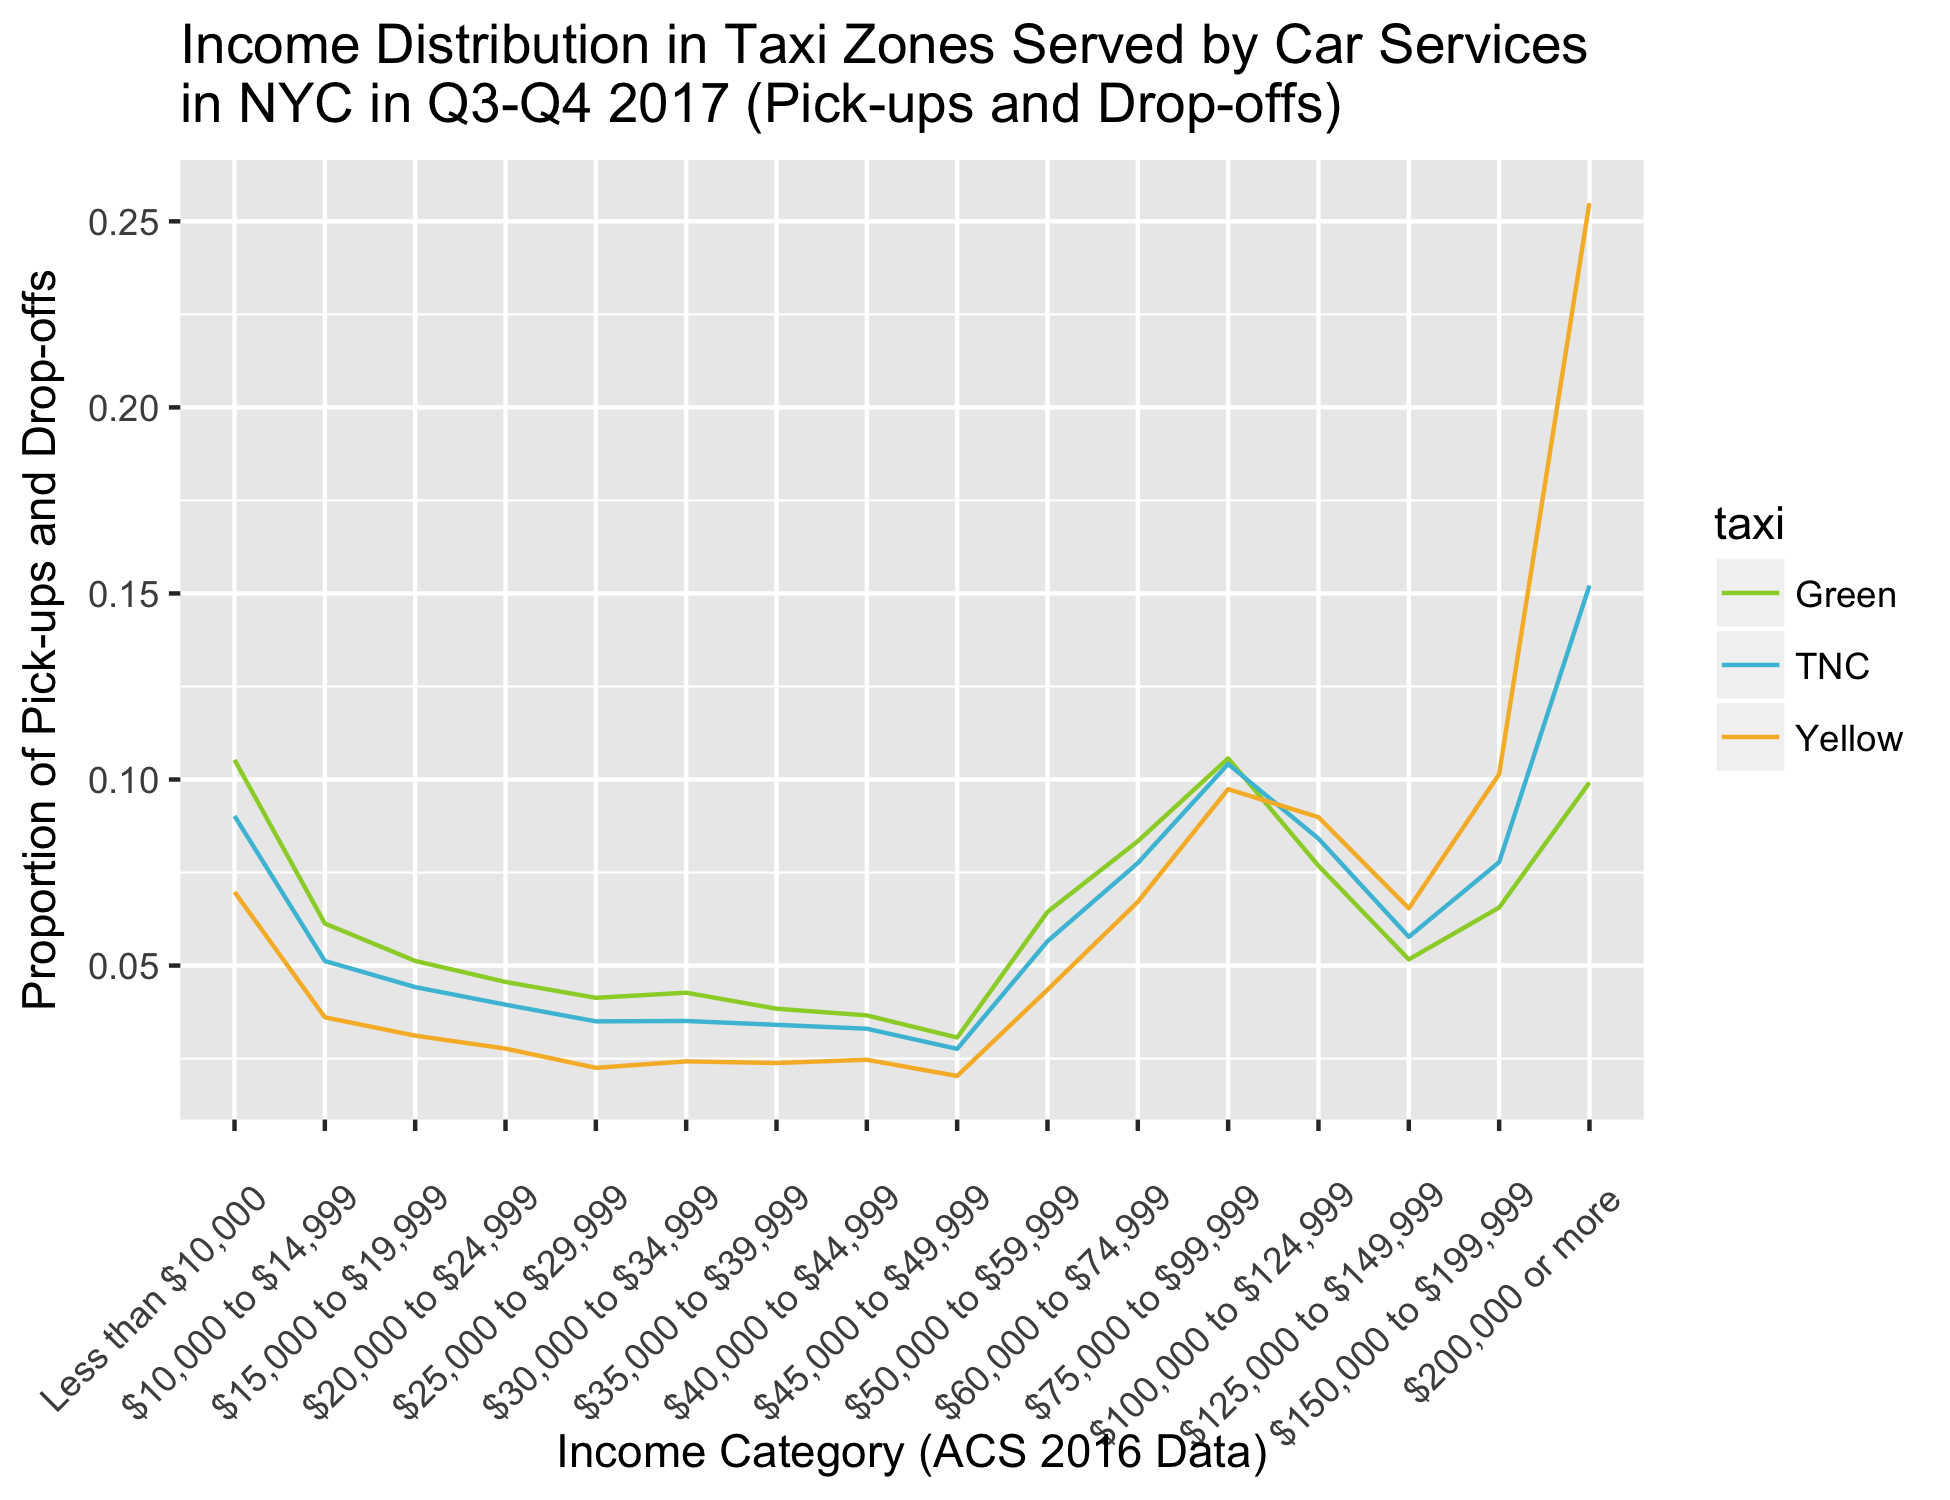 Income Distribution in Taxi Zones Served by Car Services
in NYC in Q3-Q4 2017 (Pick-ups and Drop-offs)
Proportion of Pick-ups and Drop-offs
0.25
0.20
0.15
0.10
0.05
Less than $10,000
$10,000 to $14,999
$15,000 to $19,999
$20,000 to $24,999
$25,000 to $29,999
$30,000 to $34,999
$35,000 to $39,999
$40,000 to $44,999
$45,000 to $49,999
$50,000 to $59,999
$60,000 to $74,999
$75,000 to $99,999
$100,000 to $124,999
$125,000 to $149,999
$150,000 to $199,999
$200,000 or more
Income Category (ACS 2016 Data)
taxi
Green
TNC
Yellow